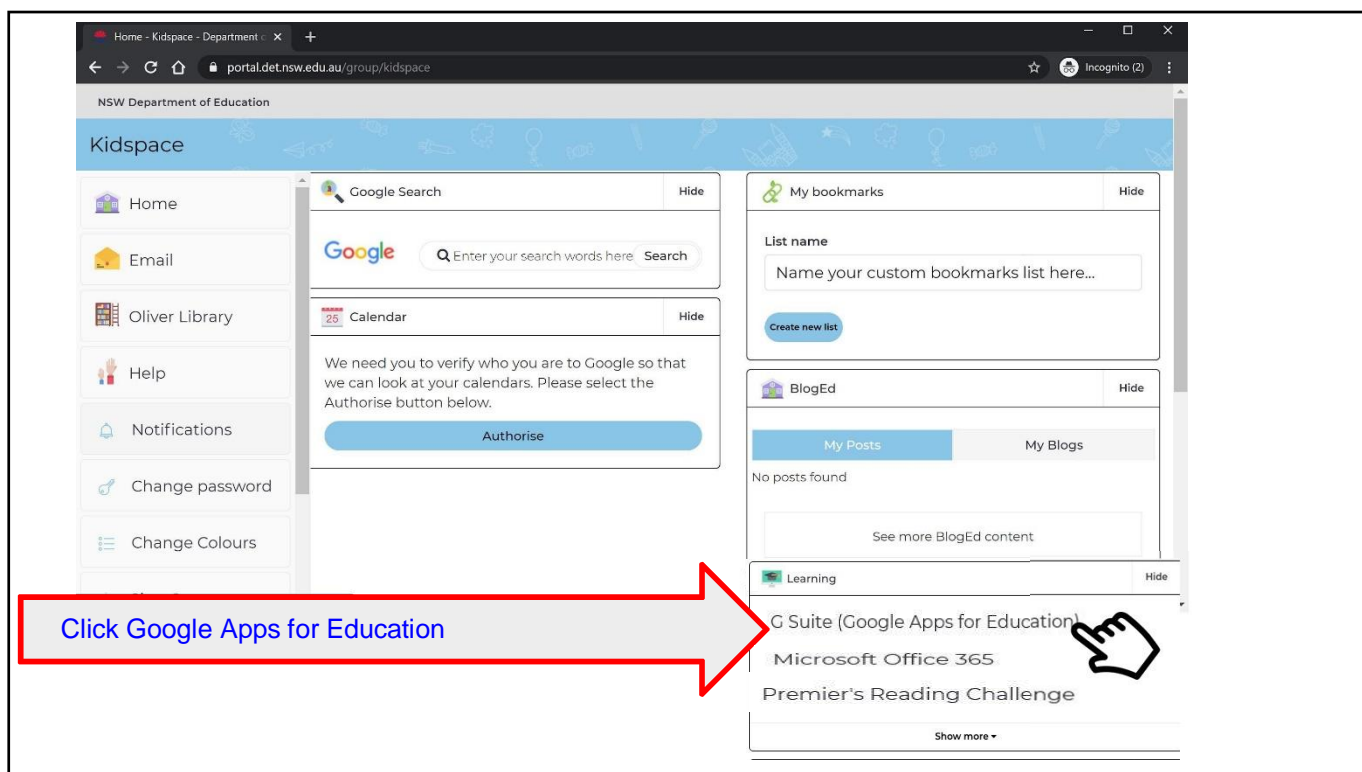 Home - Kidspace - Department
portal.det.nsw.edu.au/group/kidspace
Incognito (2)
NSW Department of Education
Kidspace
Home
Email
Oliver Library
Help
Notifications
Change password
Change Colours
Google Search
Hide
Google
Enter your search words here
Search
25
Calendar
Hide
We need you to verify who you are to Google so that
we can look at your calendars. Please select the
Authorise button below.
Authorise
My bookmarks
Hide
List name
Name your custom bookmarks list here...
Create new list
BlogEd
Hide
My Posts
My Blogs
No posts found
See more BlogEd content
Learning
Hide
Click Google Apps for Education
G Suite (Google Apps for Education)
Microsoft Office 365
Premier's Reading Challenge
Show more